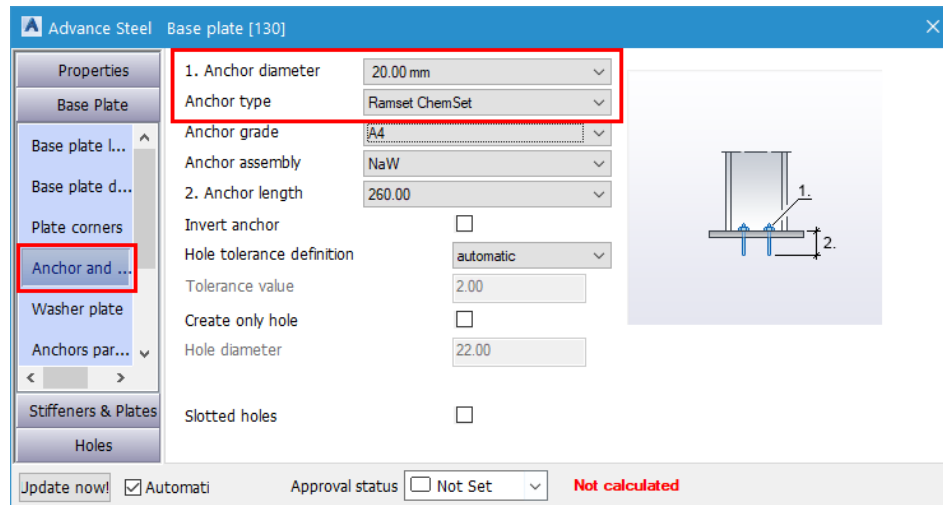 Advance Steel Base plate [130]
Properties
Base Plate
Base plate l...
Base plate d...
Plate corners
Anchor and ...
Washer plate
Anchors par...
Stiffeners & Plates
Holes
1. Anchor diameter 20.00 mm
Anchor type Ramset ChemSet
Anchor grade A4
Anchor assembly NaW
2. Anchor length 260.00
Invert anchor
Hole tolerance definition automatic
Tolerance value 2.00
Create only hole
Hole diameter 22.00
Slotted holes
1.
2.
Update now! Automati Approval status Not Set Not calculated